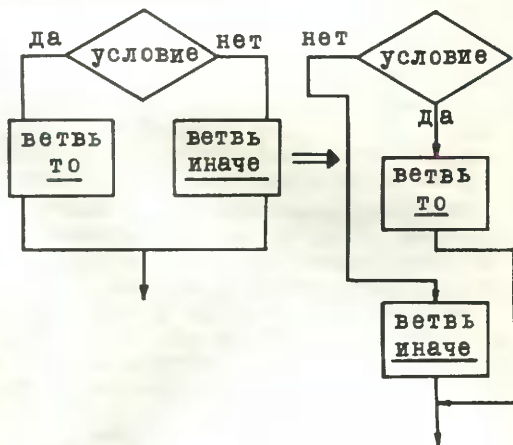 да
условие
нет
ветвь
то
ветвь
иначе
нет
условие
да
ветвь
то
ветвь
иначе